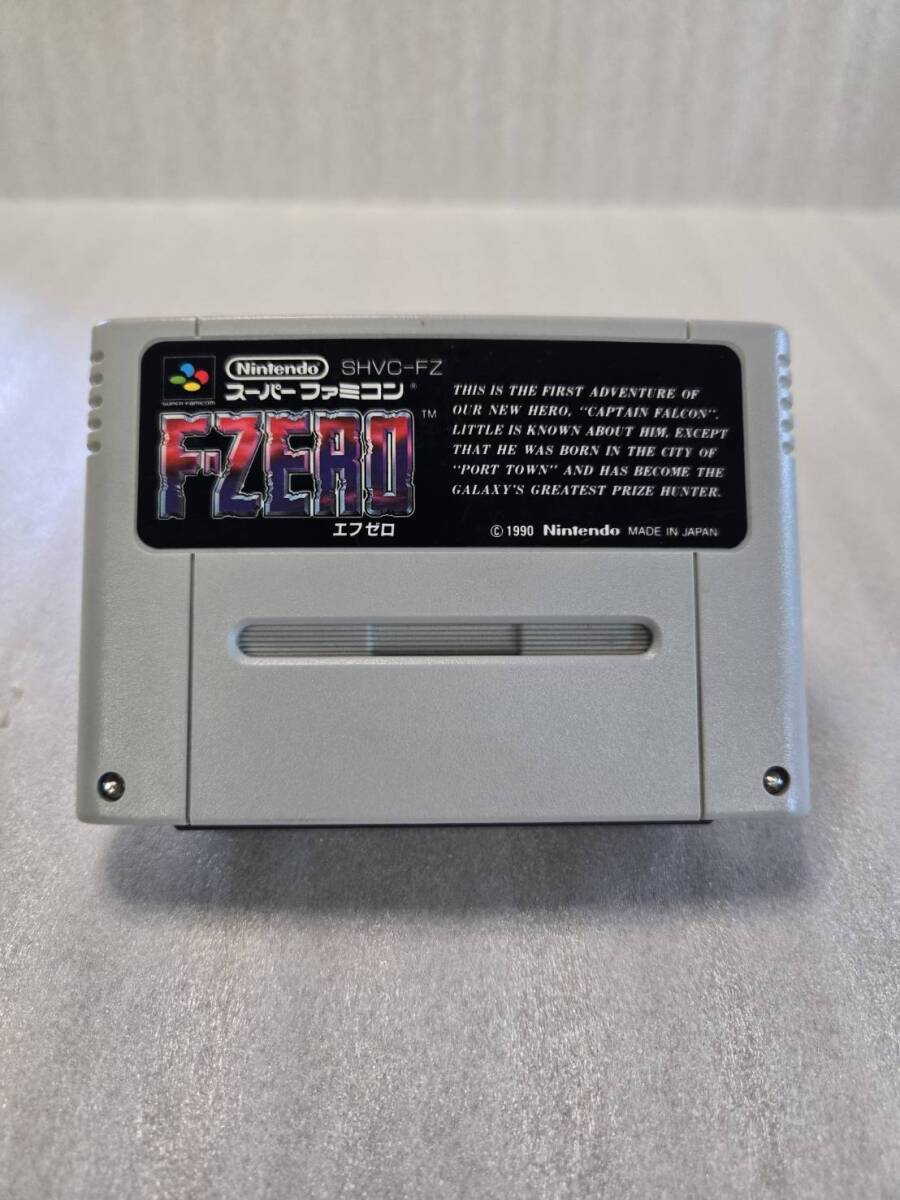 Nintendo SHVC-FZ
スーパーファミコン®
SUPER FAMICOM
F-ZERO™
エフゼロ
THIS IS THE FIRST ADVENTURE OF
OUR NEW HERO, "CAPTAIN FALCON".
LITTLE IS KNOWN ABOUT HIM, EXCEPT
THAT HE WAS BORN IN THE CITY OF
"PORT TOWN" AND HAS BECOME THE
GALAXY'S GREATEST PRIZE HUNTER.
© 1990 Nintendo MADE IN JAPAN